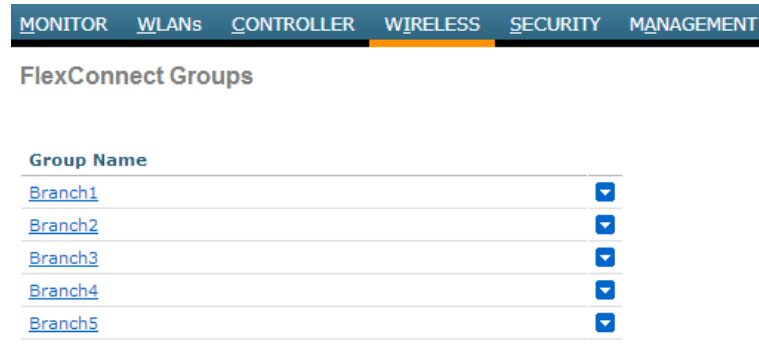 MONITOR WLANs CONTROLLER WIRELESS SECURITY MANAGEMENT
FlexConnect Groups
Group Name
Branch1
Branch2
Branch3
Branch4
Branch5